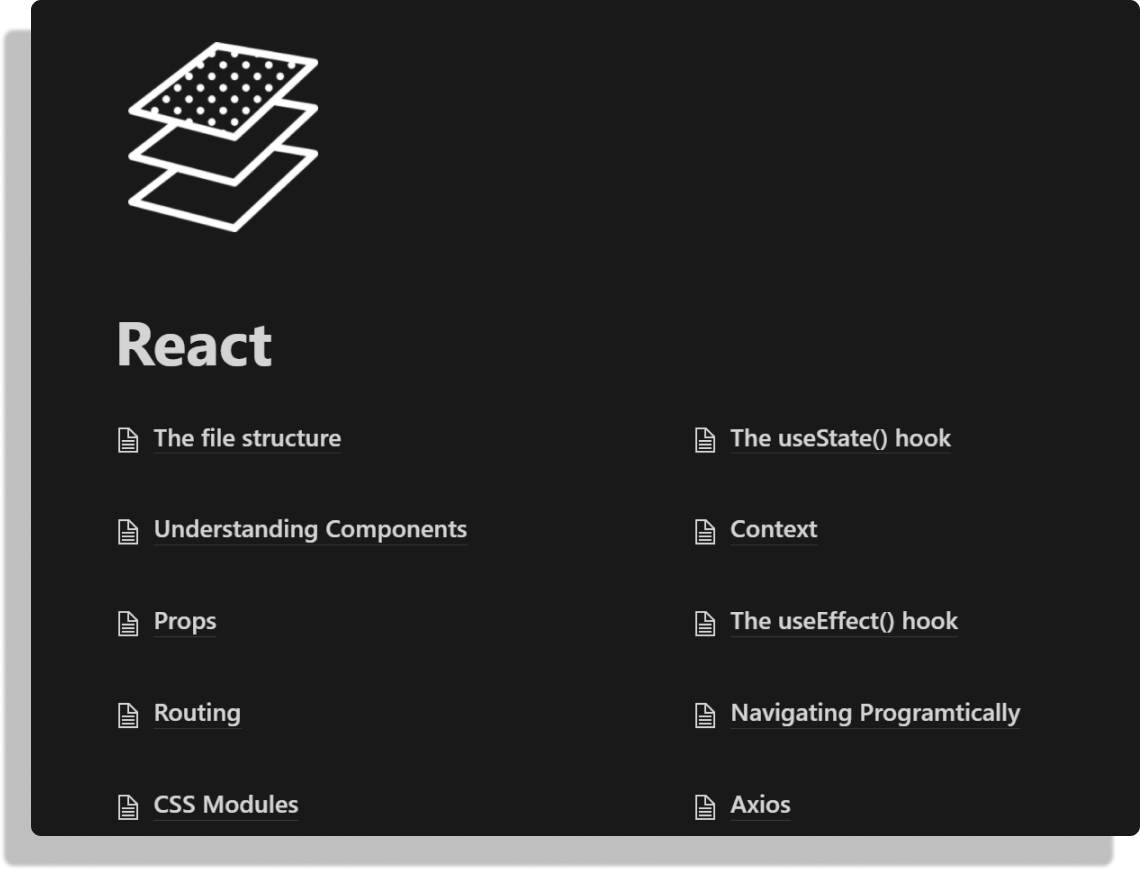 React
The file structure
Understanding Components
Props
Routing
CSS Modules
The useState() hook
Context
The useEffect() hook
Navigating Programtically
Axios